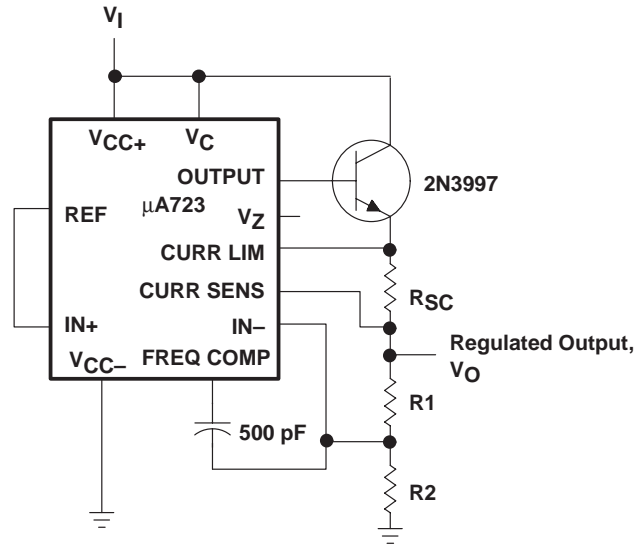 VI
VCC+
VC
OUTPUT
2N3997
μA723
REF
VZ
CURR LIM
CURR SENS
RSC
IN+
IN–
Regulated Output,
VO
VCC–
FREQ COMP
R1
500 pF
R2